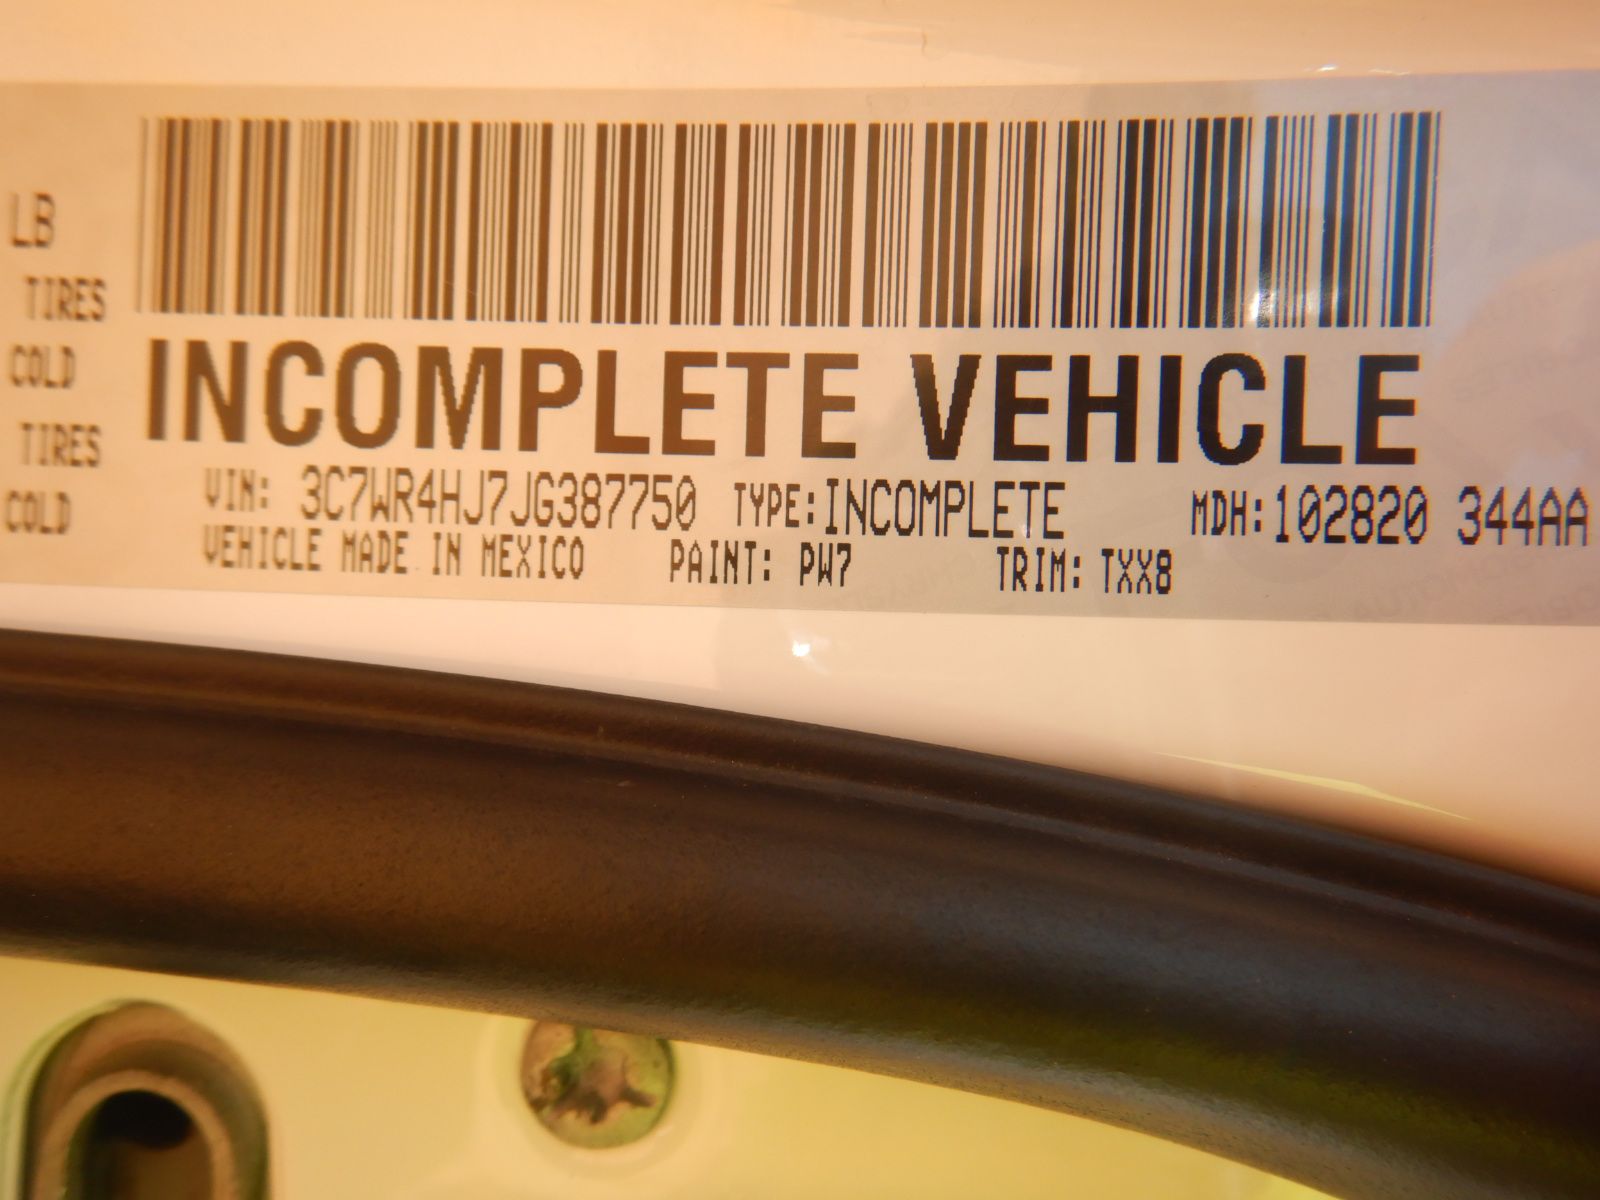 LB
TIRES
COLD
TIRES
COLD
INCOMPLETE VEHICLE
VIN: 3C7WR4HJ7JG387750 TYPE:INCOMPLETE MDH:102820 344AA
VEHICLE MADE IN MEXICO PAINT: PW7 TRIM: TXX8